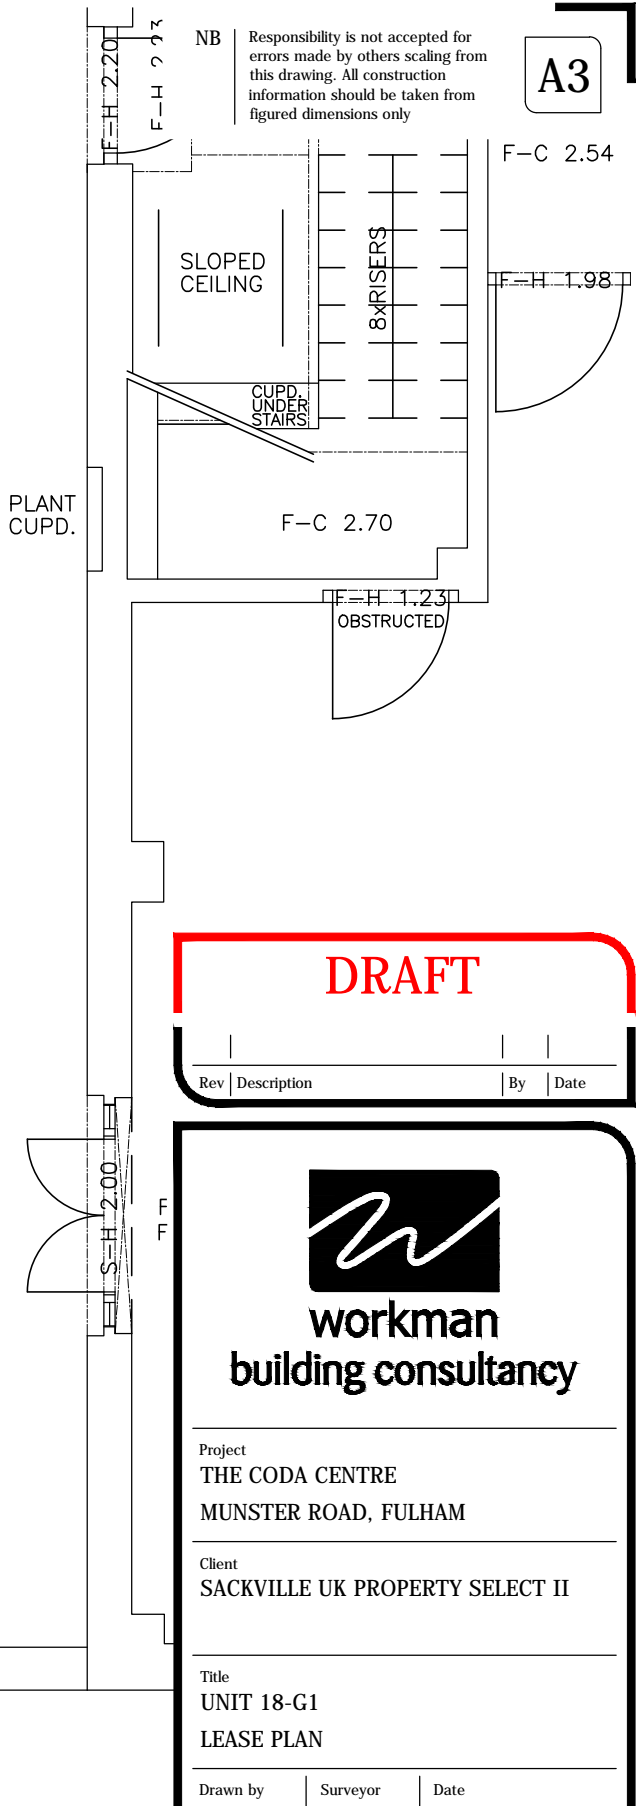 F-H 2.20
F-H 2.23
NB
Responsibility is not accepted for
errors made by others scaling from
this drawing. All construction
information should be taken from
figured dimensions only
A3
F-C 2.54
SLOPED
CEILING
8xRISERS
F-H 1.98
CUPD.
UNDER
STAIRS
PLANT
CUPD.
F-C 2.70
F-H 1.23
OBSTRUCTED
DRAFT
Rev Description By Date
S-H 2.00
F
F
workman
building consultancy
Project
THE CODA CENTRE
MUNSTER ROAD, FULHAM
Client
SACKVILLE UK PROPERTY SELECT II
Title
UNIT 18-G1
LEASE PLAN
Drawn by Surveyor Date